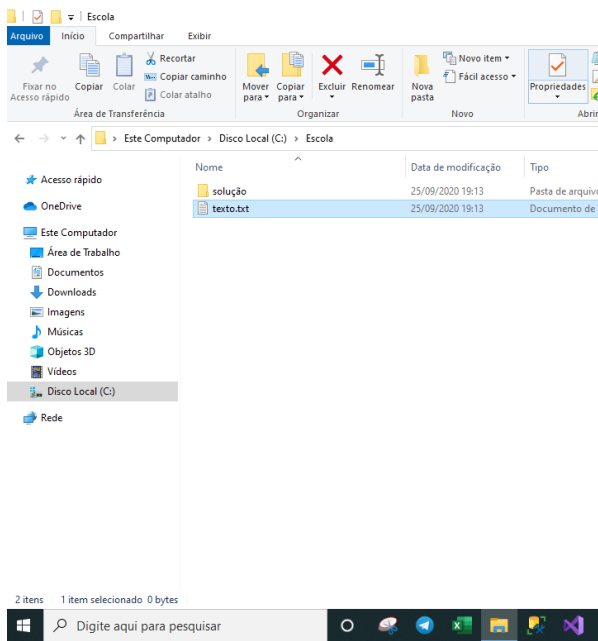 Escola
Arquivo Início Compartilhar Exibir
Fixar no Acesso rápido
Copiar
Colar
Recortar
Copiar caminho
Colar atalho
Mover para
Copiar para
Excluir
Renomear
Nova pasta
Novo item
Fácil acesso
Propriedades
Área de Transferência Organizar Novo Abrir
Este Computador › Disco Local (C:) › Escola
Nome Data de modificação Tipo
solução 25/09/2020 19:13 Pasta de arquivo
texto.txt 25/09/2020 19:13 Documento de
Acesso rápido
OneDrive
Este Computador
Área de Trabalho
Documentos
Downloads
Imagens
Músicas
Objetos 3D
Vídeos
Disco Local (C:)
Rede
2 itens 1 item selecionado 0 bytes
Digite aqui para pesquisar